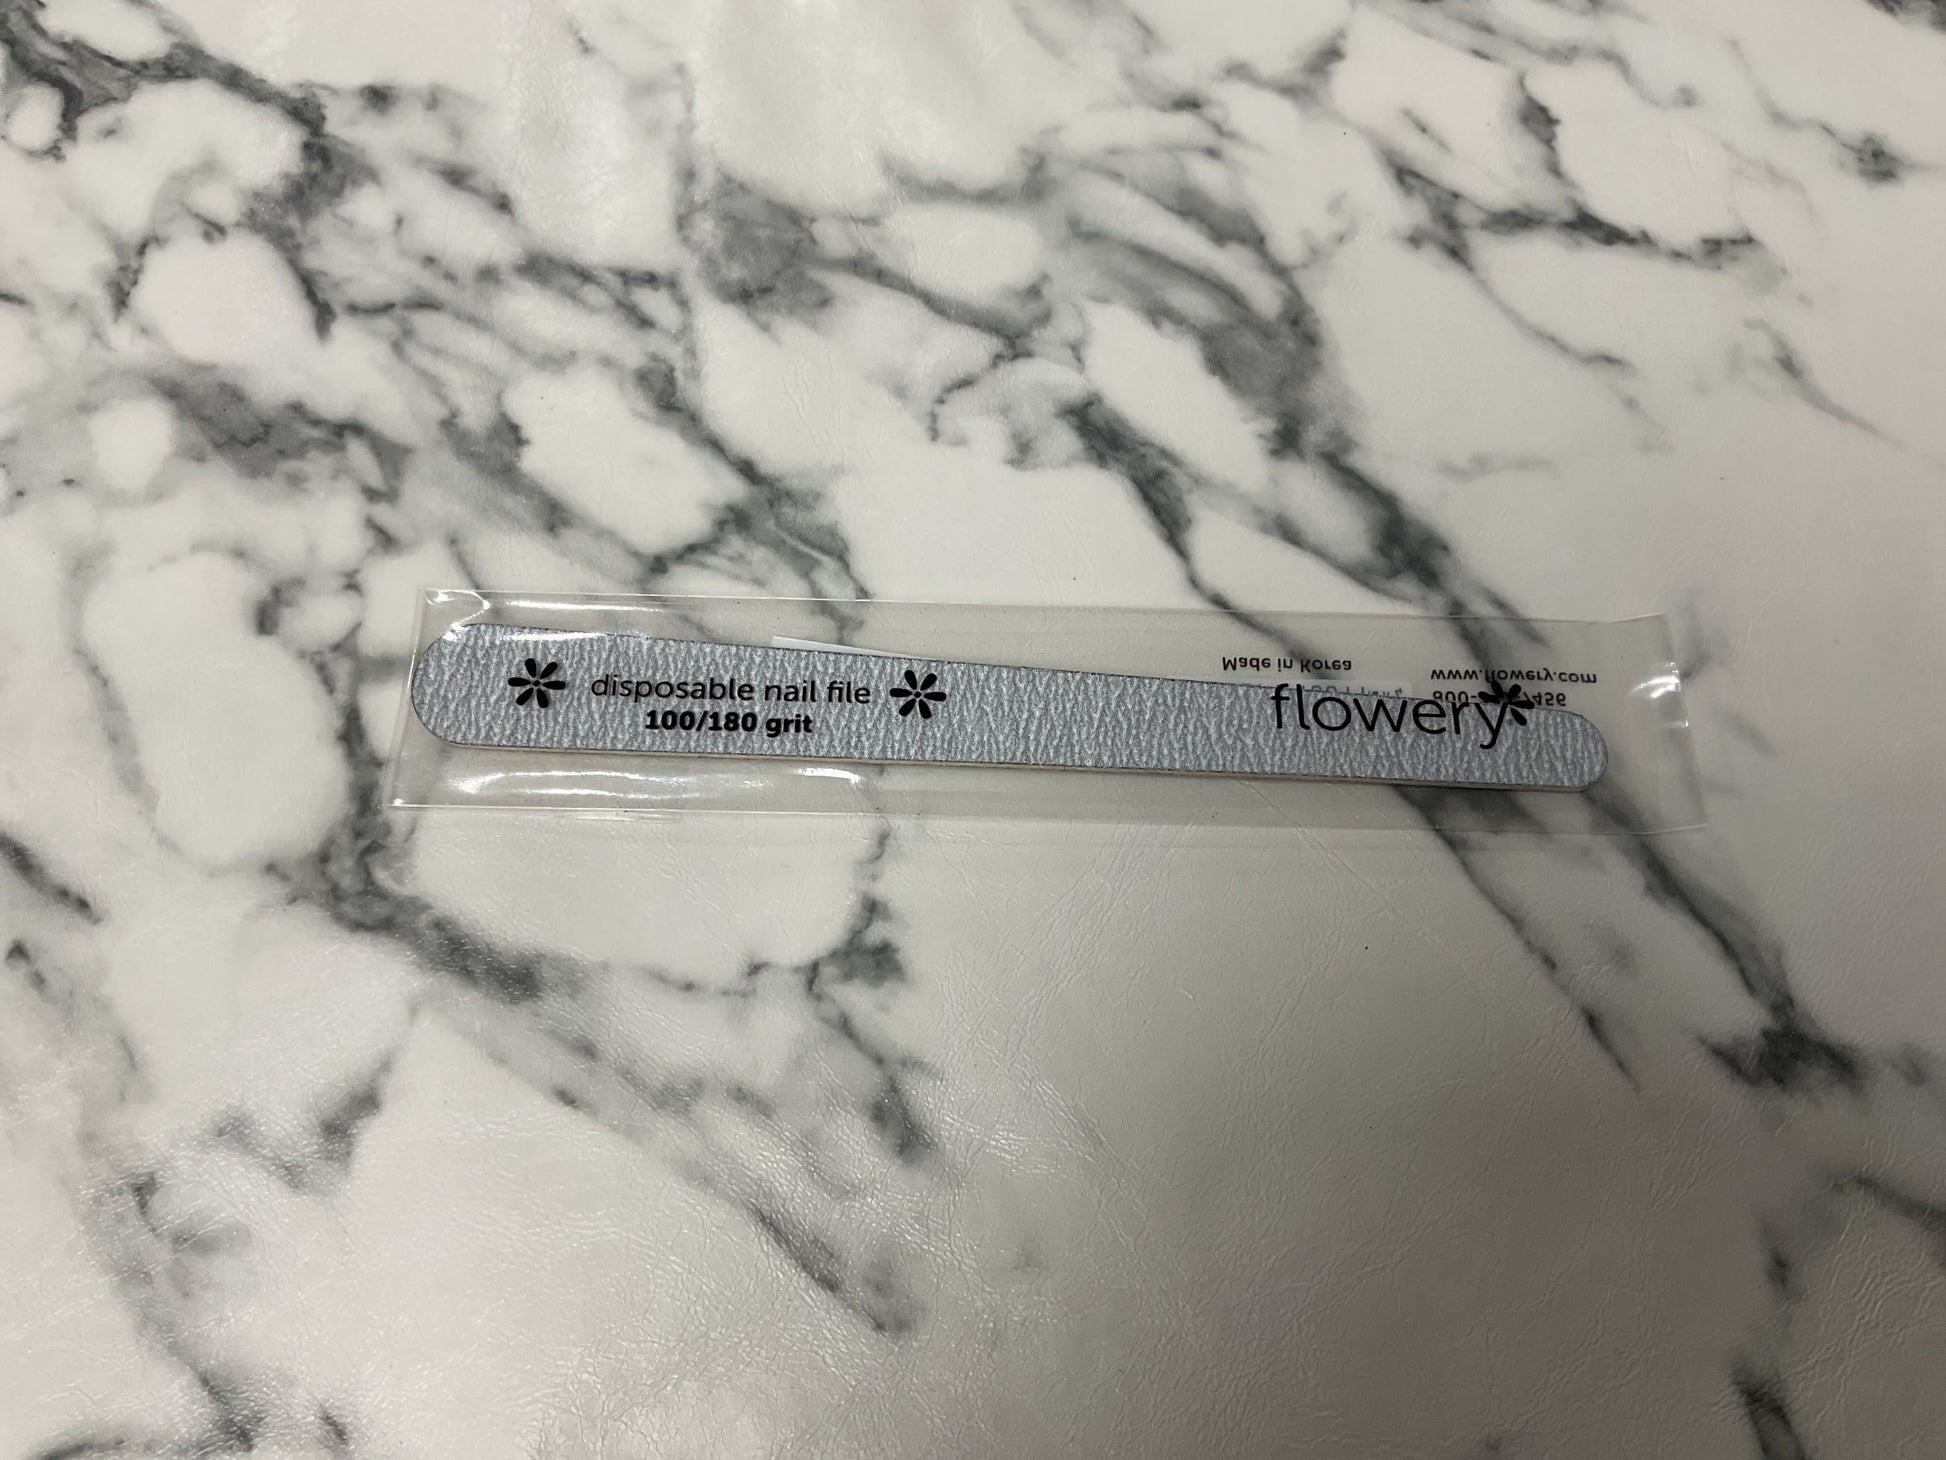 disposable nail file
100/180 grit
flowery
Made in Korea
www.flowery.com